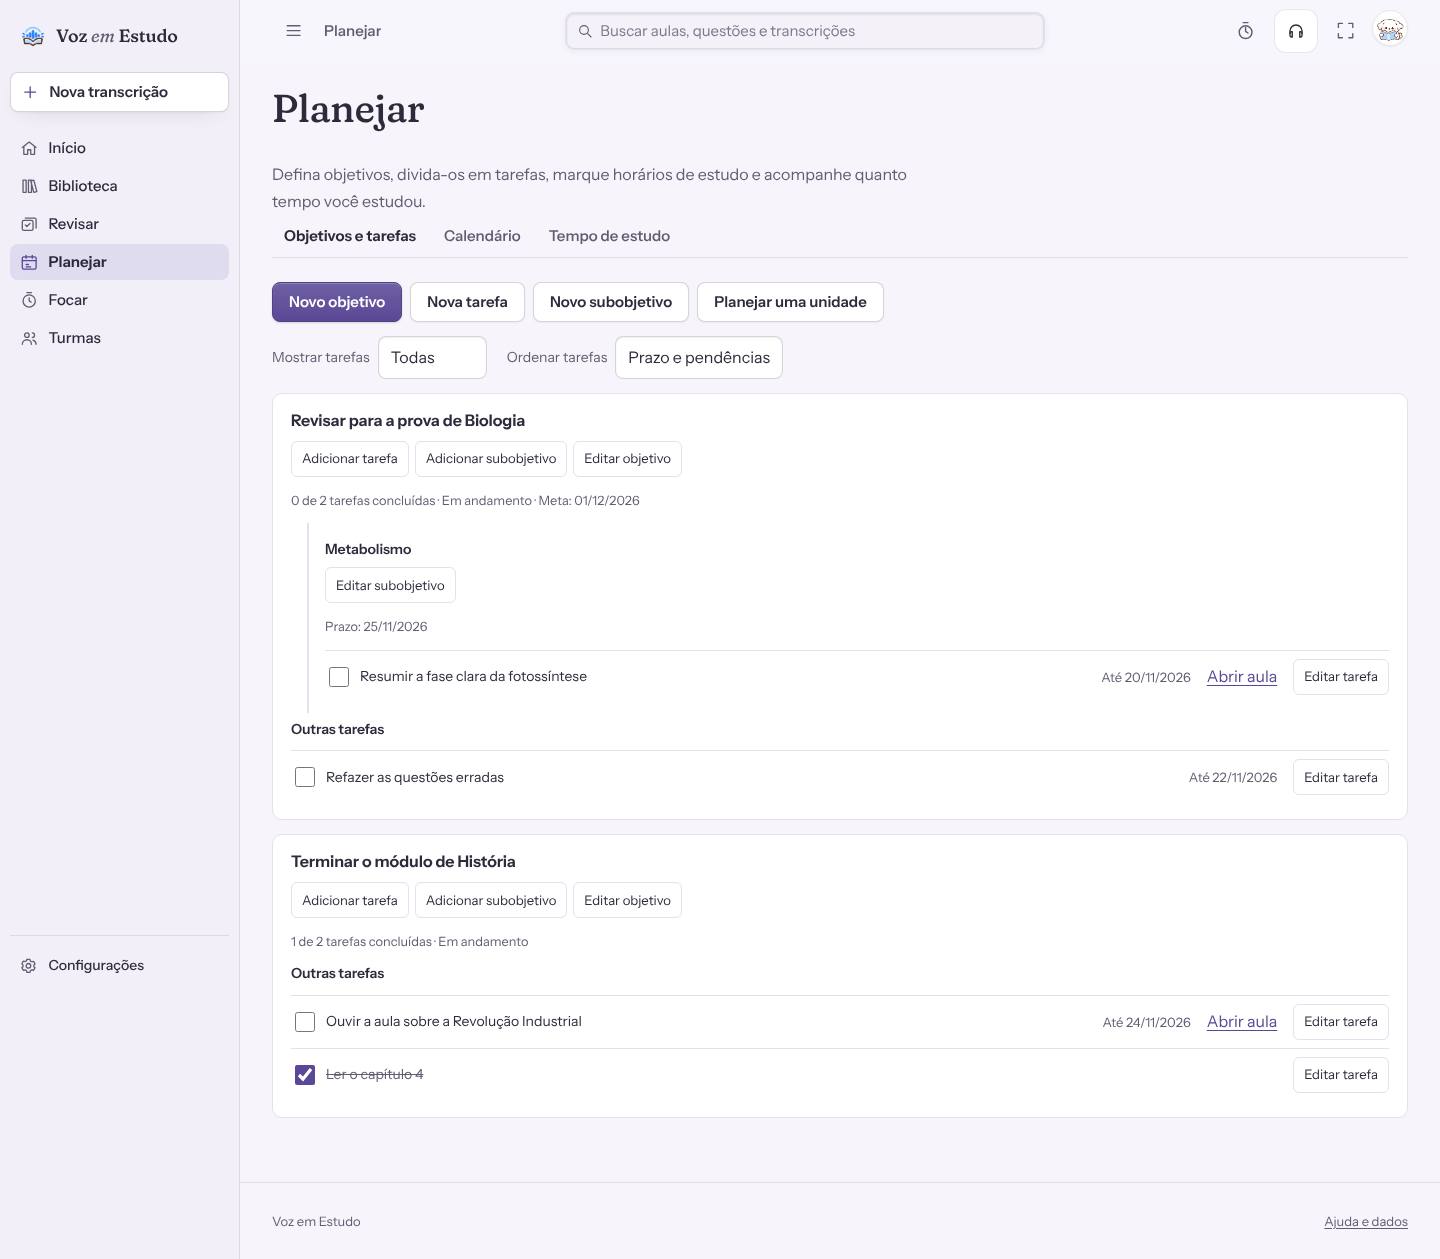 Voz em Estudo
Nova transcrição
Início
Biblioteca
Revisar
Planejar
Focar
Turmas
Configurações
Planejar
Buscar aulas, questões e transcrições
Planejar
Defina objetivos, divida-os em tarefas, marque horários de estudo e acompanhe quanto
tempo você estudou.
Objetivos e tarefas Calendário Tempo de estudo
Novo objetivo Nova tarefa Novo subobjetivo Planejar uma unidade
Mostrar tarefas Todas Ordenar tarefas Prazo e pendências
Revisar para a prova de Biologia
Adicionar tarefa Adicionar subobjetivo Editar objetivo
0 de 2 tarefas concluídas · Em andamento · Meta: 01/12/2026
Metabolismo
Editar subobjetivo
Prazo: 25/11/2026
Resumir a fase clara da fotossíntese Até 20/11/2026 Abrir aula Editar tarefa
Outras tarefas
Refazer as questões erradas Até 22/11/2026 Editar tarefa
Terminar o módulo de História
Adicionar tarefa Adicionar subobjetivo Editar objetivo
1 de 2 tarefas concluídas · Em andamento
Outras tarefas
Ouvir a aula sobre a Revolução Industrial Até 24/11/2026 Abrir aula Editar tarefa
Ler o capítulo 4 Editar tarefa
Voz em Estudo Ajuda e dados